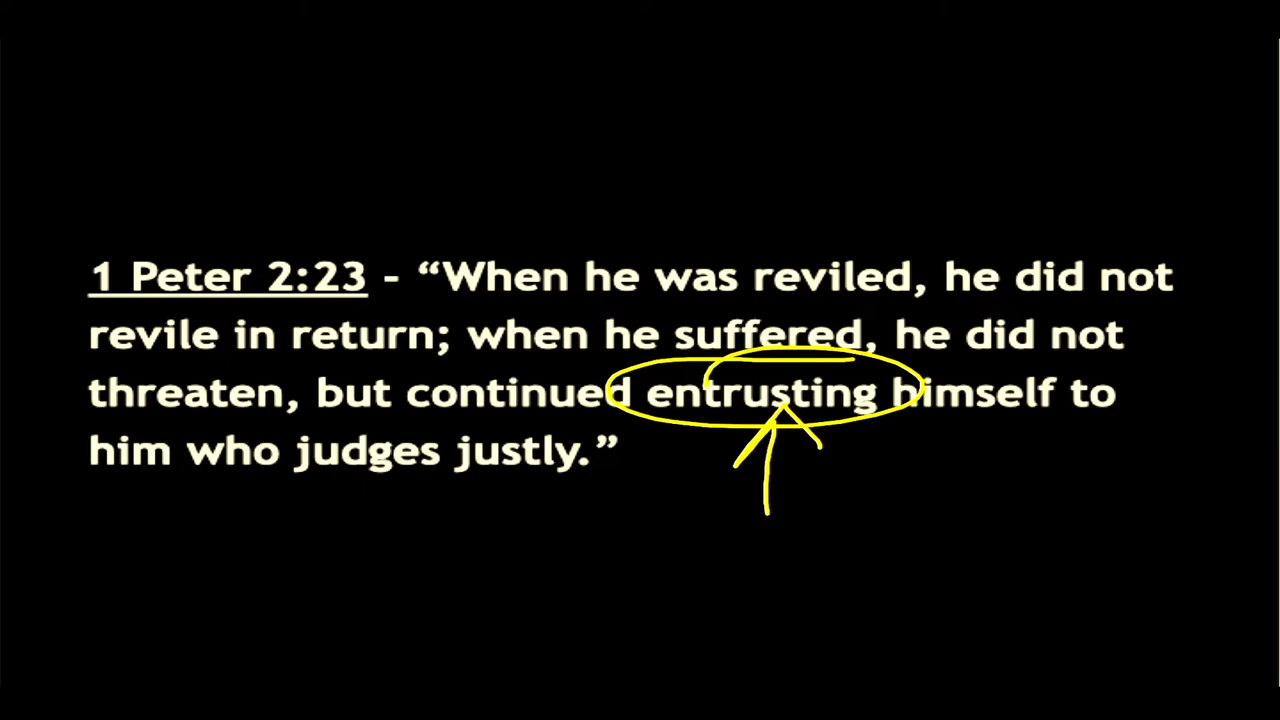 1 Peter 2:23 - “When he was reviled, he did not
revile in return; when he suffered, he did not
threaten, but continued entrusting himself to
him who judges justly.”